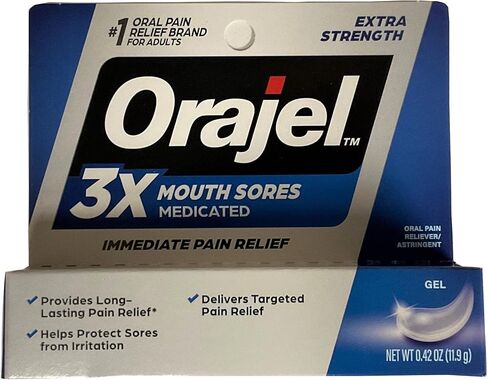 #1 ORAL PAIN
RELIEF BRAND
FOR ADULTS
EXTRA
STRENGTH
Orajel™
3X MOUTH SORES
MEDICATED
IMMEDIATE PAIN RELIEF
ORAL PAIN
RELIEVER/
ASTRINGENT
✓ Provides Long-
Lasting Pain Relief*
✓ Helps Protect Sores
from Irritation
✓ Delivers Targeted
Pain Relief
GEL
NET WT 0.42 OZ (11.9 g)